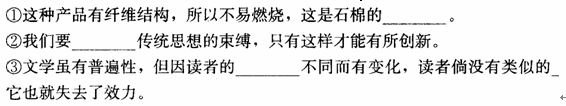 ①这种产品有纤维结构，所以不易燃烧，这是石棉的________。
②我们要________传统思想的束缚，只有这样才能有所创新。
③文学虽有普遍性，但因读者的________不同而有变化，读者倘没有类似的_
它也就失去了效力。